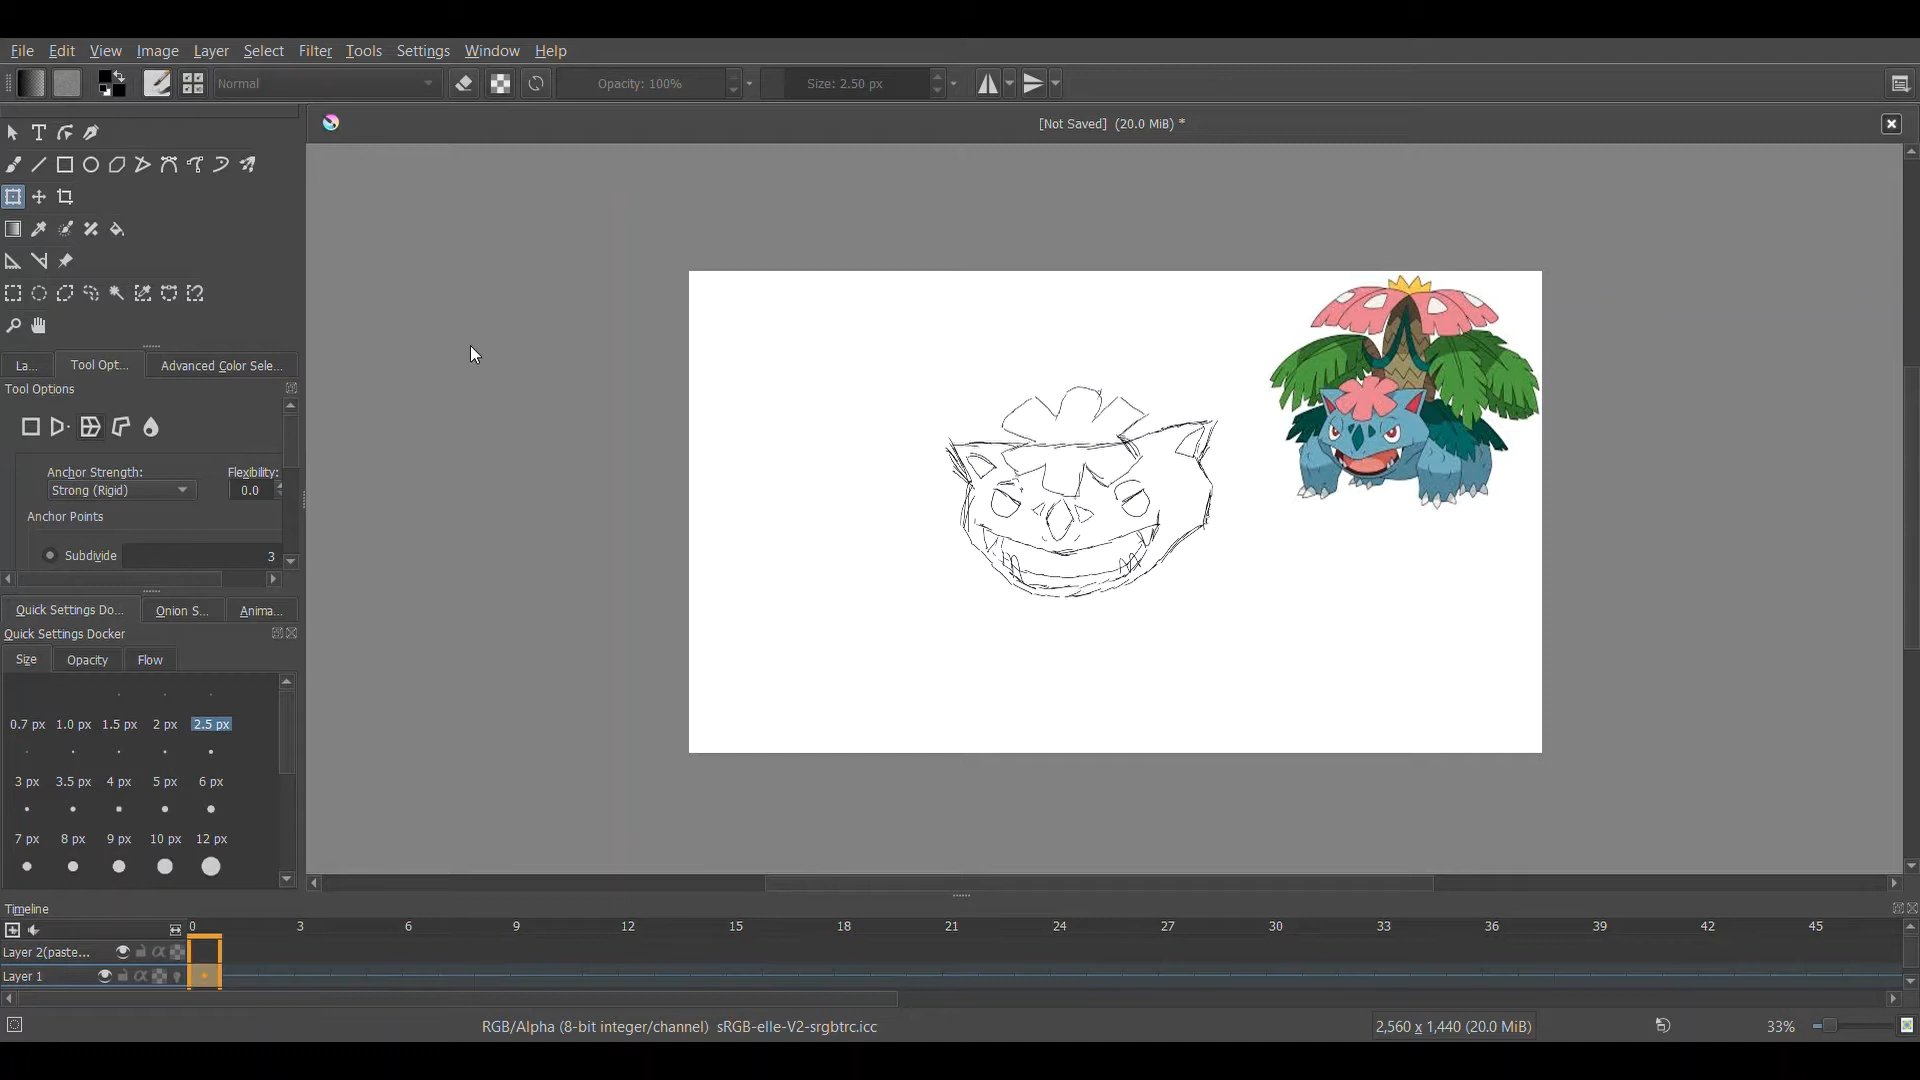 File Edit View Image Layer Select Filter Tools Settings Window Help
Normal Opacity: 100% Size: 2.50 px
[Not Saved] (20.0 MiB) *
La... Tool Opt... Advanced Color Sele...
Tool Options
Anchor Strength: Flexibility:
Strong (Rigid) 0.0
Anchor Points
Subdivide 3
Quick Settings Do... Onion S... Anima...
Quick Settings Docker
Size Opacity Flow
0.7 px 1.0 px 1.5 px 2 px 2.5 px
3 px 3.5 px 4 px 5 px 6 px
7 px 8 px 9 px 10 px 12 px
Timeline
0 3 6 9 12 15 18 21 24 27 30 33 36 39 42 45
Layer 2(paste...
Layer 1
RGB/Alpha (8-bit integer/channel) sRGB-elle-V2-srgbtrc.icc 2,560 x 1,440 (20.0 MiB) 33%